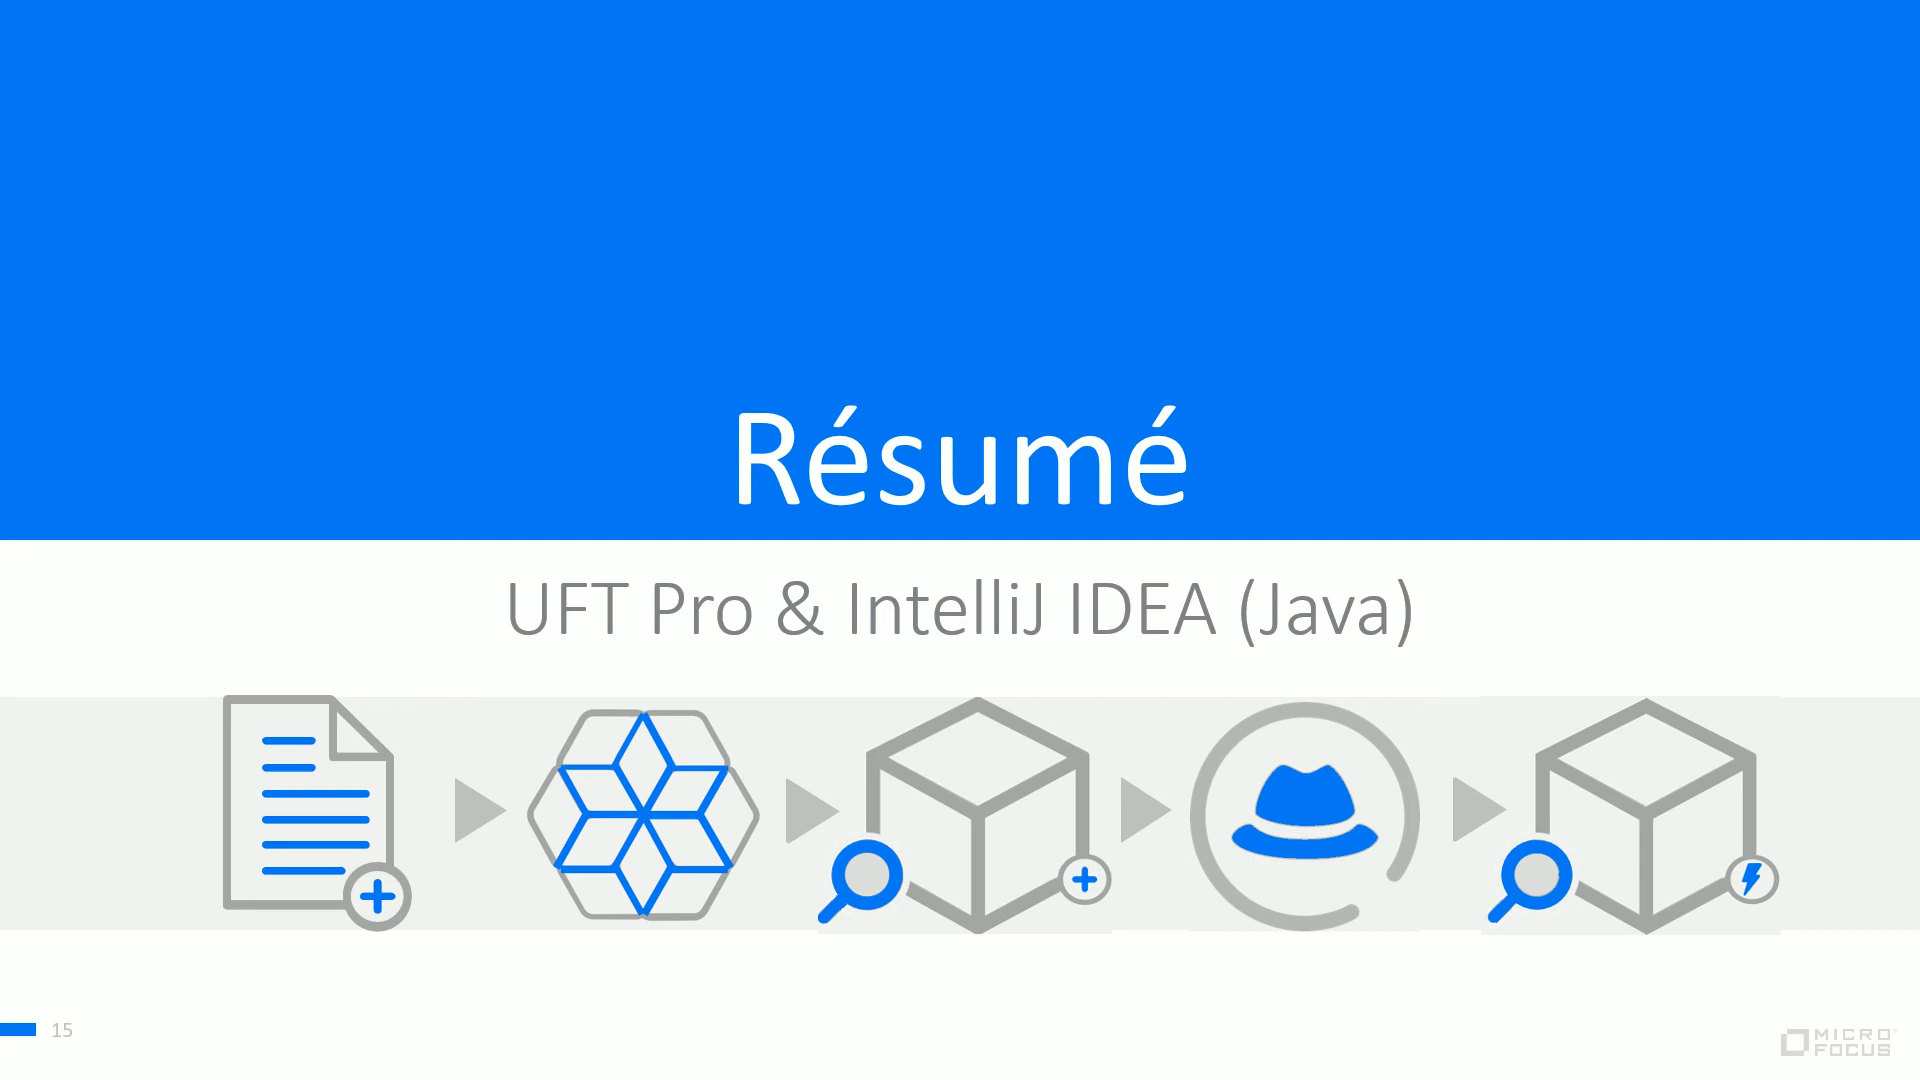 Résumé
UFT Pro & IntelliJ IDEA (Java)
15
MICRO
FOCUS